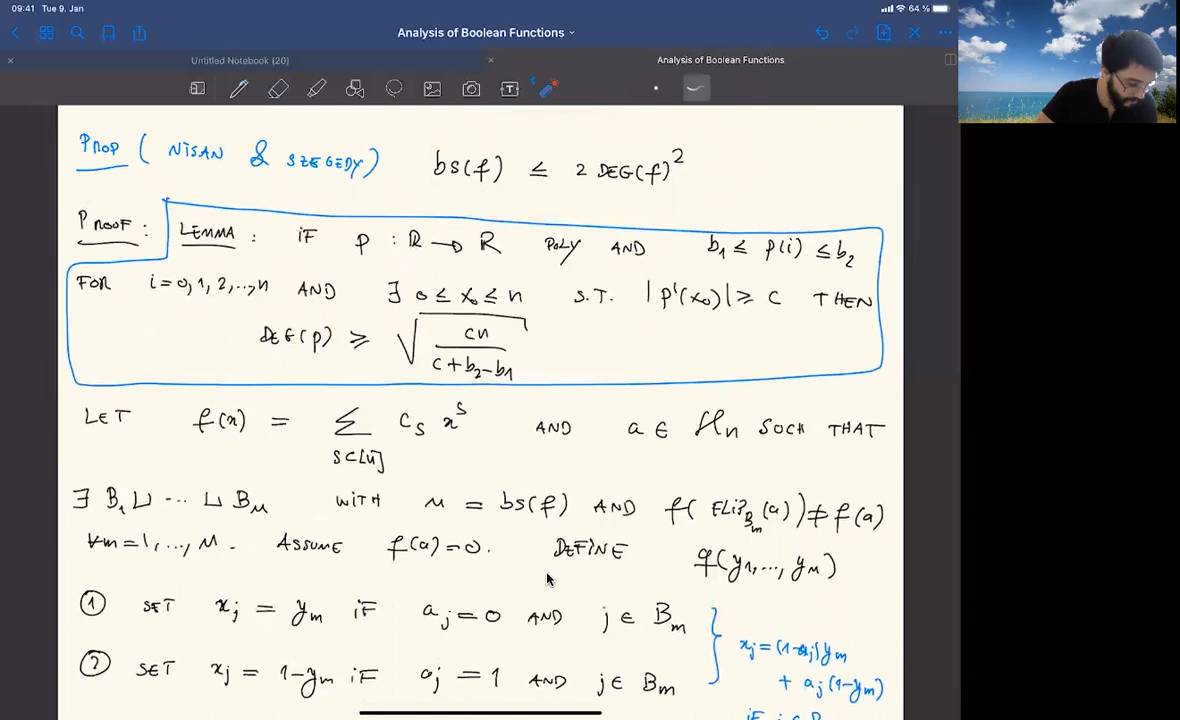 09:41 Tue 9. Jan 64 %
Analysis of Boolean Functions
Untitled Notebook (20) Analysis of Boolean Functions
PROP (NISAN & SZEGEDY) bs(f) ≤ 2 DEG(f)²
PROOF: LEMMA: IF p : ℝ → ℝ POLY AND b₁ ≤ p(i) ≤ b₂
FOR i=0,1,2,..,n AND ∃ 0 ≤ x₀ ≤ n S.T. |p'(x₀)| ≥ c THEN
DEG(p) ≥ √(cn / (c+b₂-b₁))
LET f(x) = Σ_{S⊂[n]} c_S x^S AND a ∈ H_n SUCH THAT
∃ B₁ ⊔ ... ⊔ B_M WITH M = bs(f) AND f(FLIP_{B_m}(a)) ≠ f(a)
∀m=1,...,M. ASSUME f(a)=0. DEFINE q(y₁,...,y_M)
① SET x_j = y_m IF a_j = 0 AND j ∈ B_m
② SET x_j = 1-y_m IF a_j = 1 AND j ∈ B_m
x_j = (1-a_j)y_m
+ a_j(1-y_m)